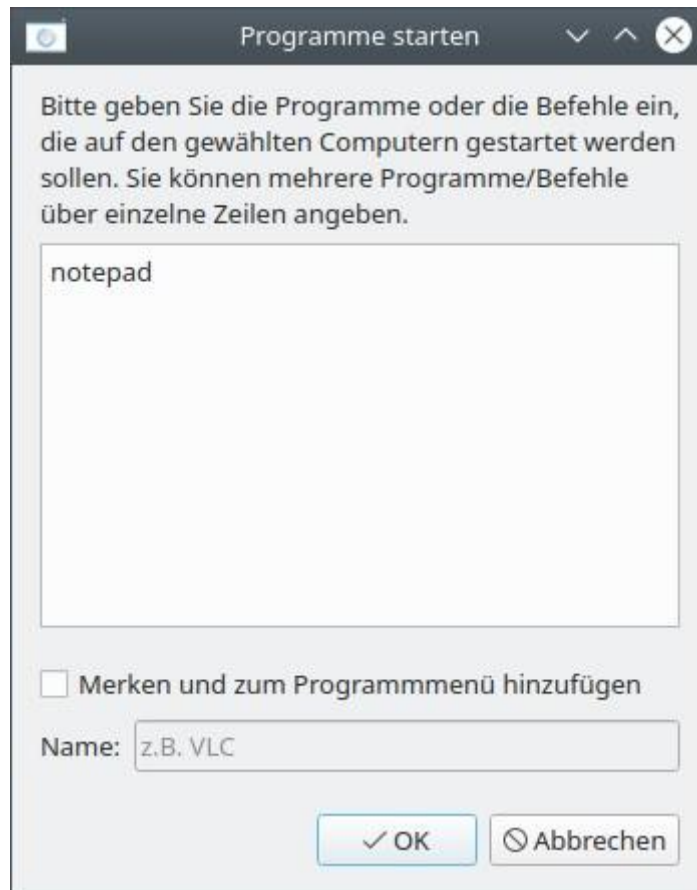 Programme starten
Bitte geben Sie die Programme oder die Befehle ein,
die auf den gewählten Computern gestartet werden
sollen. Sie können mehrere Programme/Befehle
über einzelne Zeilen angeben.
notepad
Merken und zum Programmmenü hinzufügen
Name: z.B. VLC
OK Abbrechen